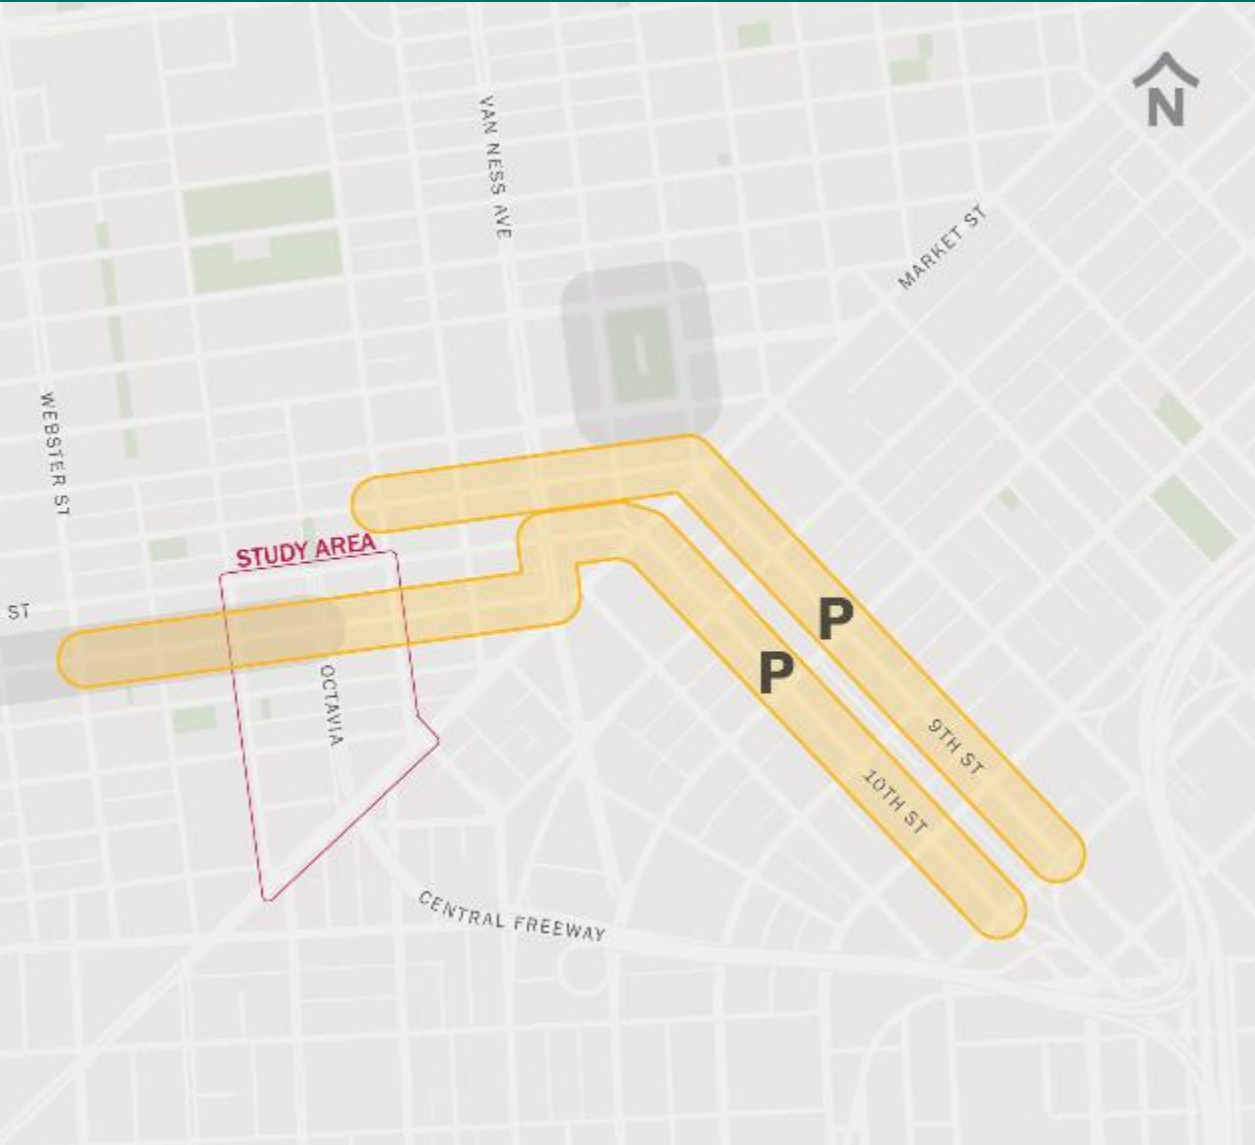 N
VAN NESS AVE
MARKET ST
WEBSTER ST
STUDY AREA
ST
P
P
OCTAVIA
9TH ST
10TH ST
CENTRAL FREEWAY